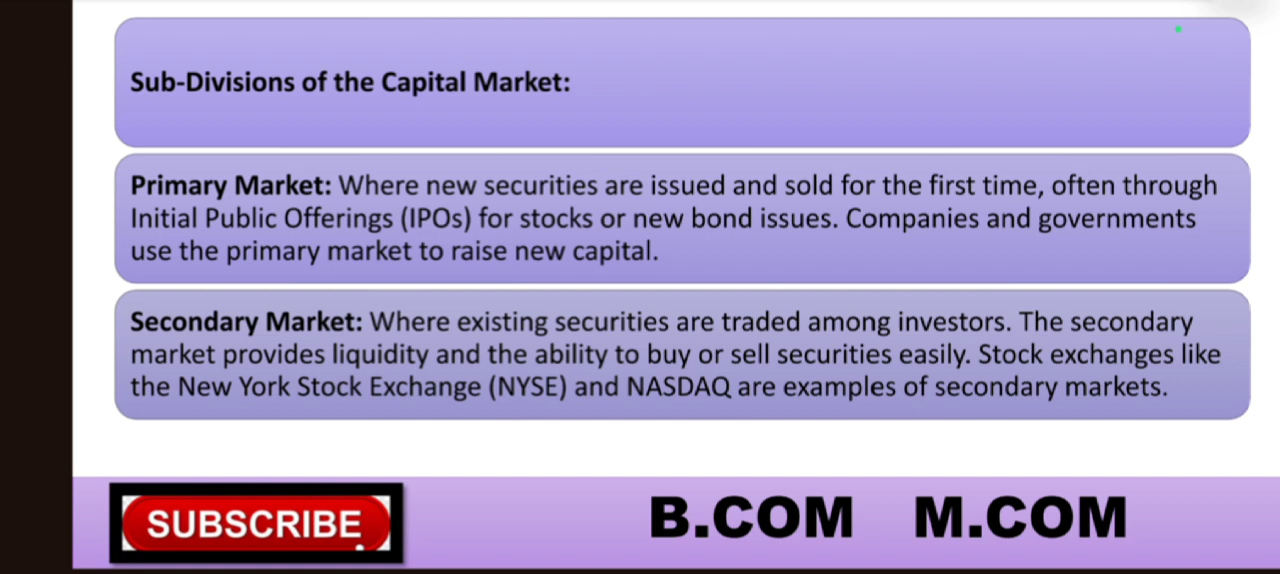 Sub-Divisions of the Capital Market:
Primary Market: Where new securities are issued and sold for the first time, often through
Initial Public Offerings (IPOs) for stocks or new bond issues. Companies and governments
use the primary market to raise new capital.
Secondary Market: Where existing securities are traded among investors. The secondary
market provides liquidity and the ability to buy or sell securities easily. Stock exchanges like
the New York Stock Exchange (NYSE) and NASDAQ are examples of secondary markets.
SUBSCRIBE
B.COM M.COM